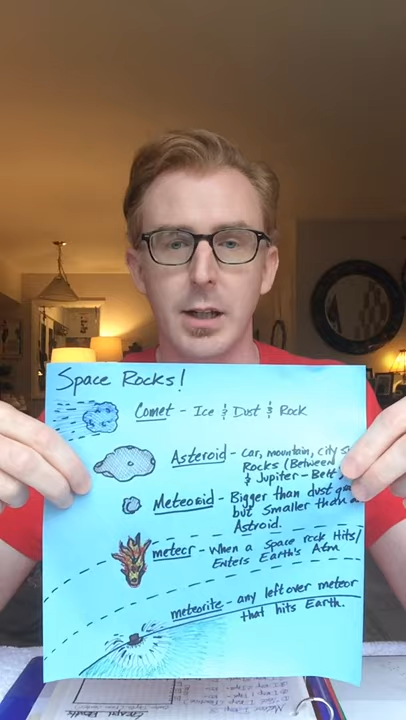 Space Rocks!
Comet - Ice & Dust & Rock
Asteroid - Car, mountain, city
Rocks (Between
& Jupiter - Belt
Meteoroid - Bigger than dust
but smaller than
Astroid.
meteor - When a Space rock Hits/
Enters Earth's Atm
meteorite - any left over meteor
that hits Earth.